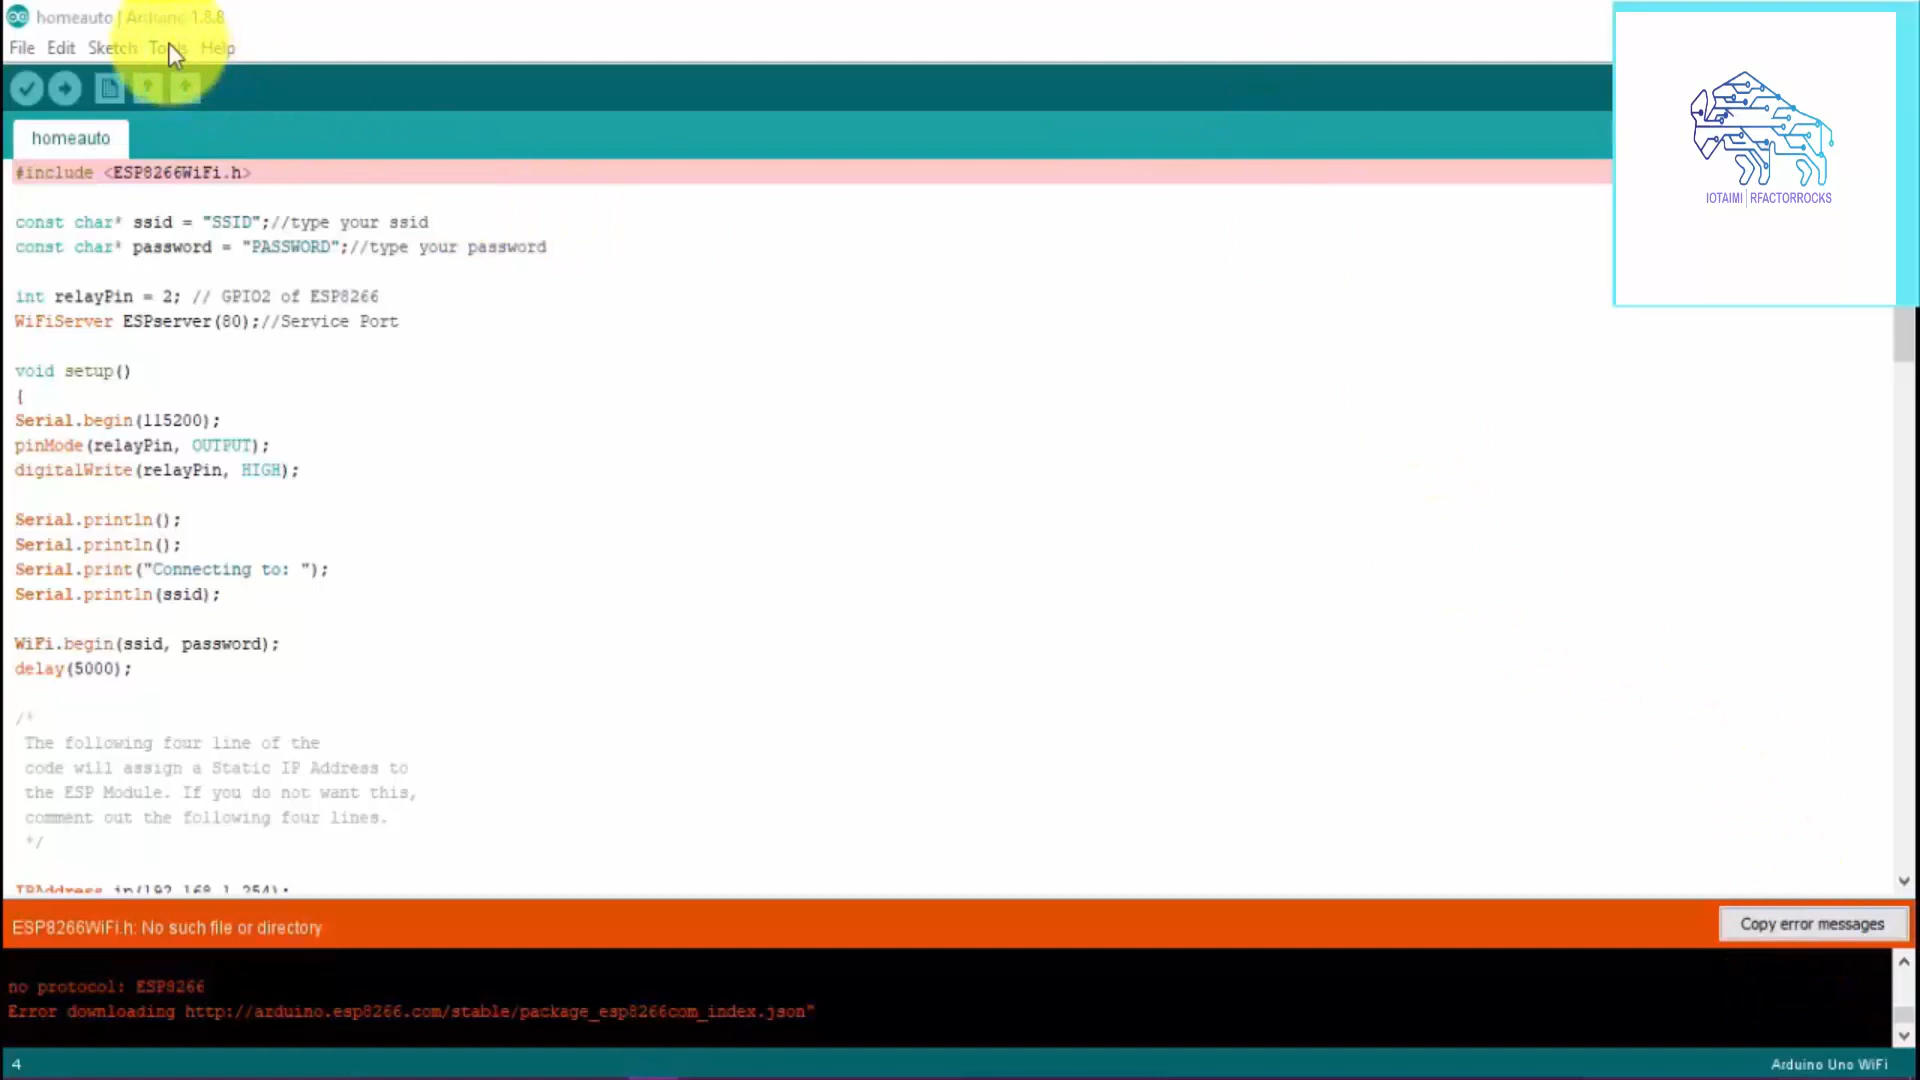 homeauto | Arduino 1.8.8
File Edit Sketch Tools Help
homeauto
#include <ESP8266WiFi.h>
const char* ssid = "SSID";//type your ssid
const char* password = "PASSWORD";//type your password
int relayPin = 2; // GPIO2 of ESP8266
WiFiServer ESPserver(80);//Service Port
void setup()
{
Serial.begin(115200);
pinMode(relayPin, OUTPUT);
digitalWrite(relayPin, HIGH);
Serial.println();
Serial.println();
Serial.print("Connecting to: ");
Serial.println(ssid);
WiFi.begin(ssid, password);
delay(5000);
/*
The following four line of the
code will assign a Static IP Address to
the ESP Module. If you do not want this,
comment out the following four lines.
*/
IPAddress ip(192.168.1.254);
ESP8266WiFi.h: No such file or directory
Copy error messages
no protocol: ESP8266
Error downloading http://arduino.esp8266.com/stable/package_esp8266com_index.json"
4
Arduino Uno WiFi
IOTAIMI | RFACTORROCKS